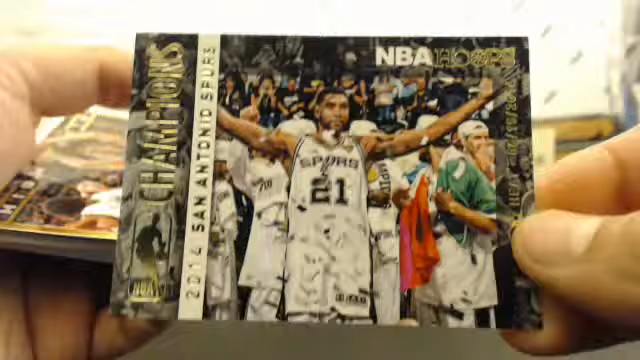 CHAMPIONS
2014 SAN ANTONIO SPURS
NBA HOOPS
SPURS
21